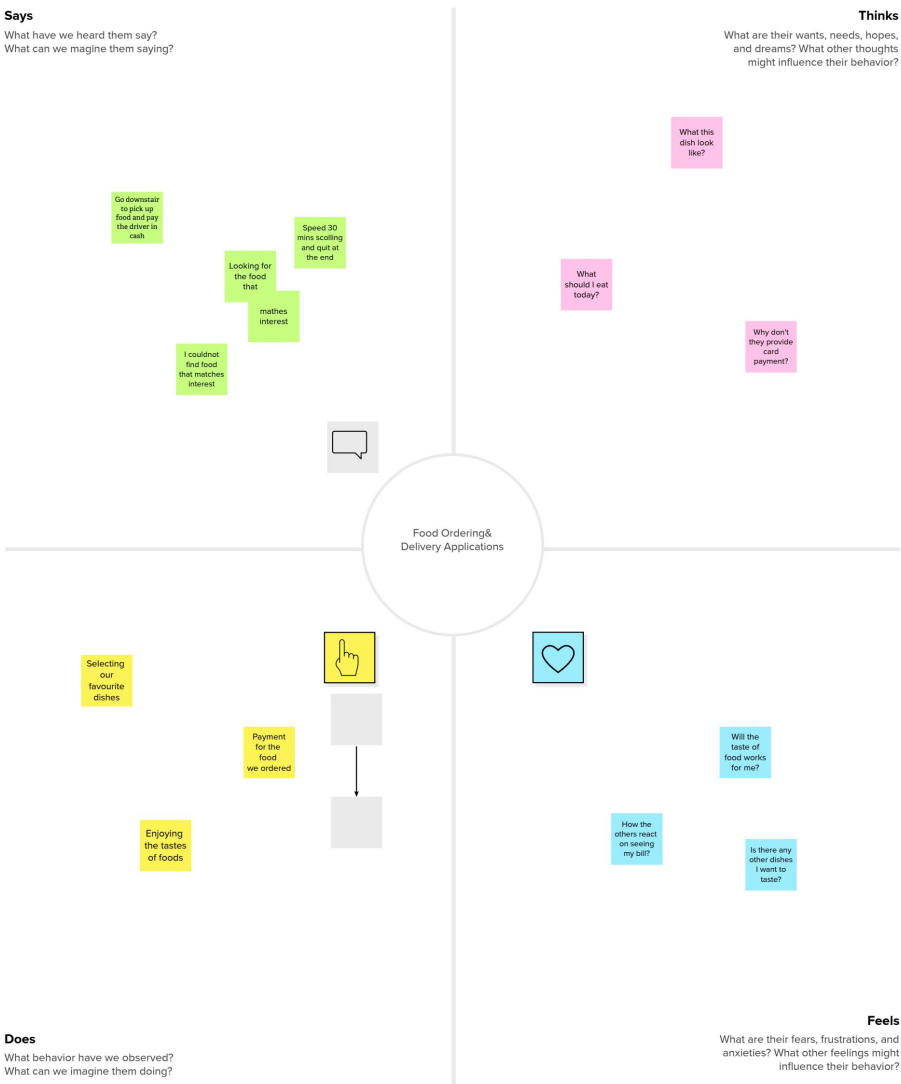 Says
What have we heard them say?
What can we magine them saying?
Thinks
What are their wants, needs, hopes,
and dreams? What other thoughts
might influence their behavior?
Go downstair
to pick up
food and pay
the driver in
cash
Speed 30
mins scolling
and quit at
the end
Looking for
the food
that
mathes
interest
I couldnot
find food
that matches
interest
What this
dish look
like?
What
should I eat
today?
Why don't
they provide
card
payment?
Food Ordering&
Delivery Applications
Selecting
our
favourite
dishes
Payment
for the
food
we ordered
Enjoying
the tastes
of foods
Will the
taste of
food works
for me?
How the
others react
on seeing
my bill?
Is there any
other dishes
I want to
taste?
Does
What behavior have we observed?
What can we imagine them doing?
Feels
What are their fears, frustrations, and
anxieties? What other feelings might
influence their behavior?